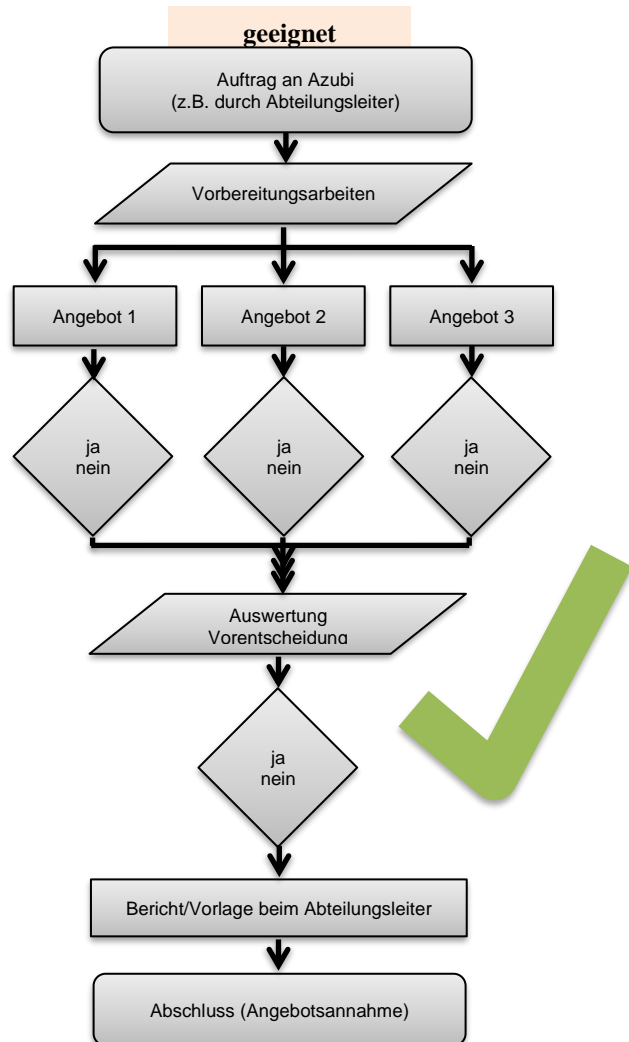 geeignet
Auftrag an Azubi
(z.B. durch Abteilungsleiter)
Vorbereitungsarbeiten
Angebot 1
Angebot 2
Angebot 3
ja
nein
ja
nein
ja
nein
Auswertung
Vorentscheidung
ja
nein
Bericht/Vorlage beim Abteilungsleiter
Abschluss (Angebotsannahme)